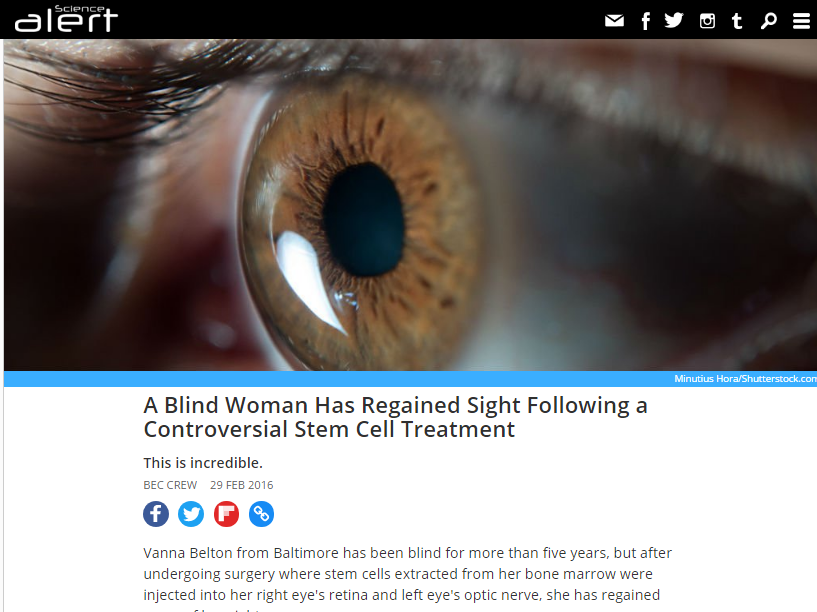 Science
alert
Minutius Hora/Shutterstock.com
A Blind Woman Has Regained Sight Following a
Controversial Stem Cell Treatment
This is incredible.
BEC CREW 29 FEB 2016
Vanna Belton from Baltimore has been blind for more than five years, but after
undergoing surgery where stem cells extracted from her bone marrow were
injected into her right eye's retina and left eye's optic nerve, she has regained